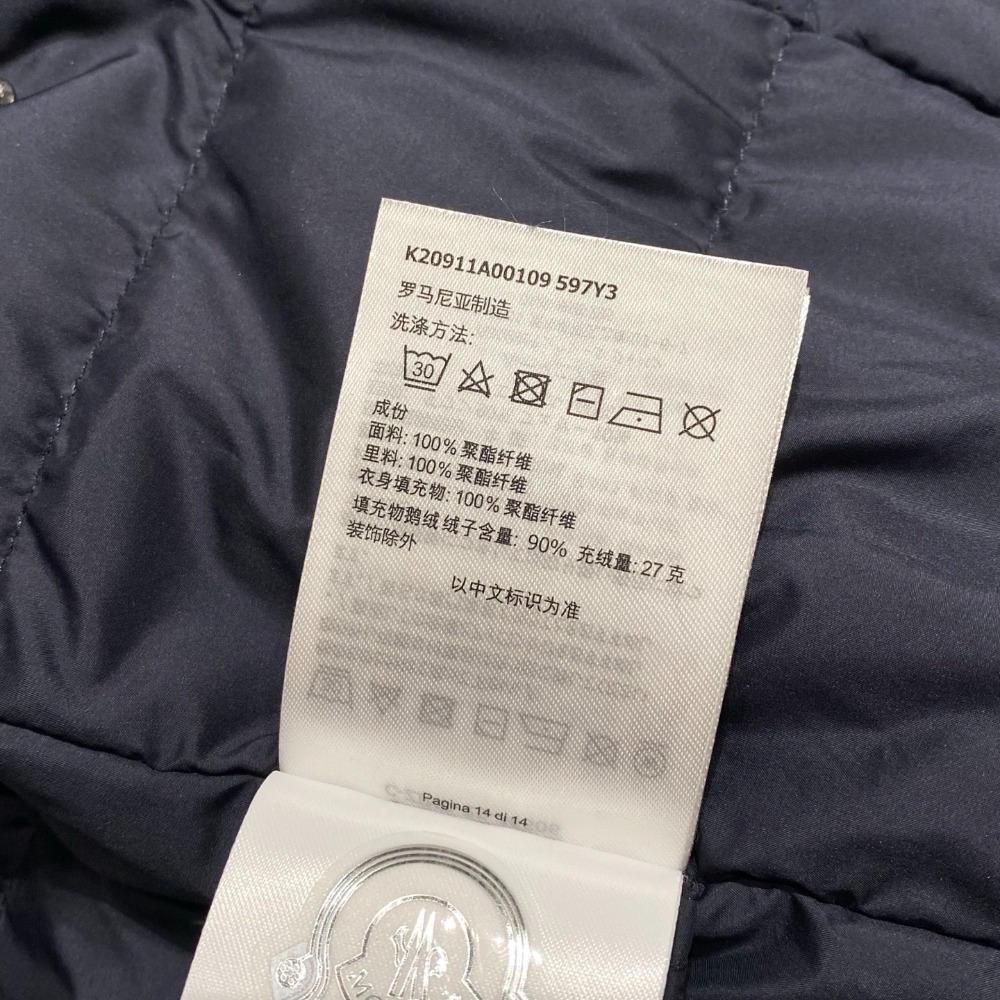 K20911A00109 597Y3
罗马尼亚制造
洗涤方法:
30
成份
面料: 100% 聚酯纤维
里料: 100% 聚酯纤维
衣身填充物: 100% 聚酯纤维
填充物鹅绒 绒子含量: 90% 充绒量: 27 克
装饰除外
以中文标识为准
Pagina 14 di 14